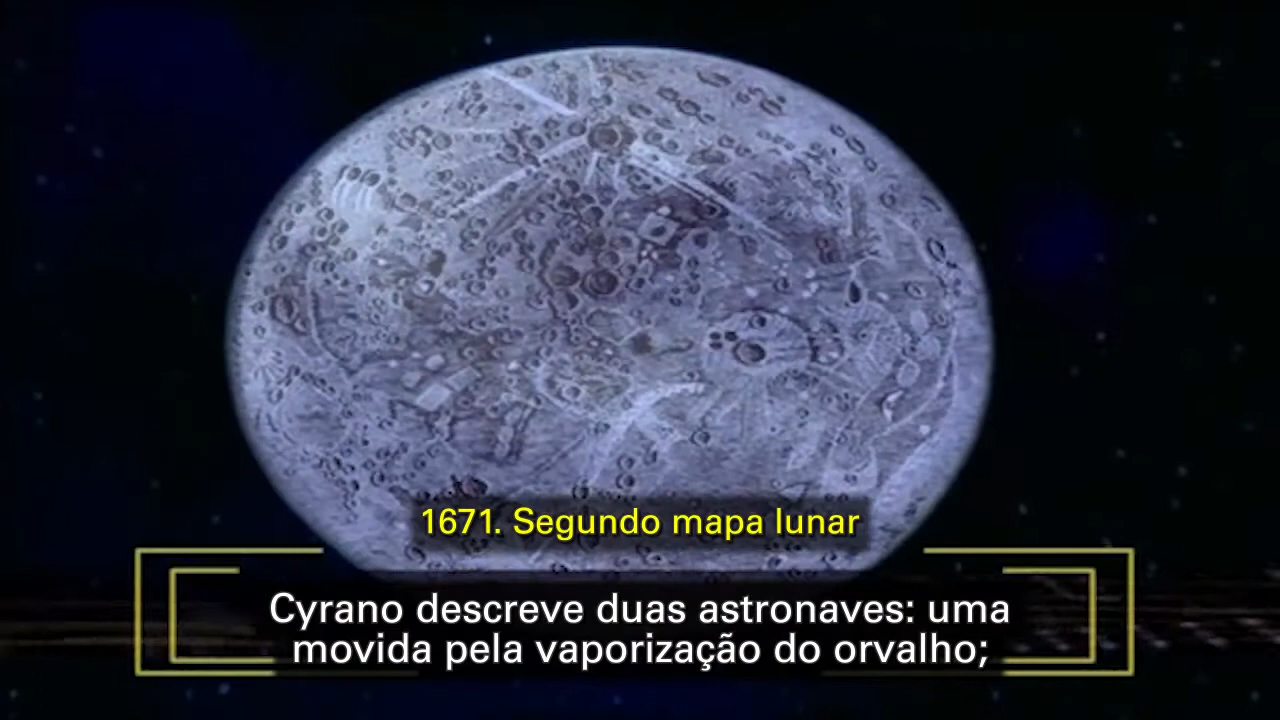 1671. Segundo mapa lunar
Cyrano descreve duas astronaves: uma
movida pela vaporização do orvalho;